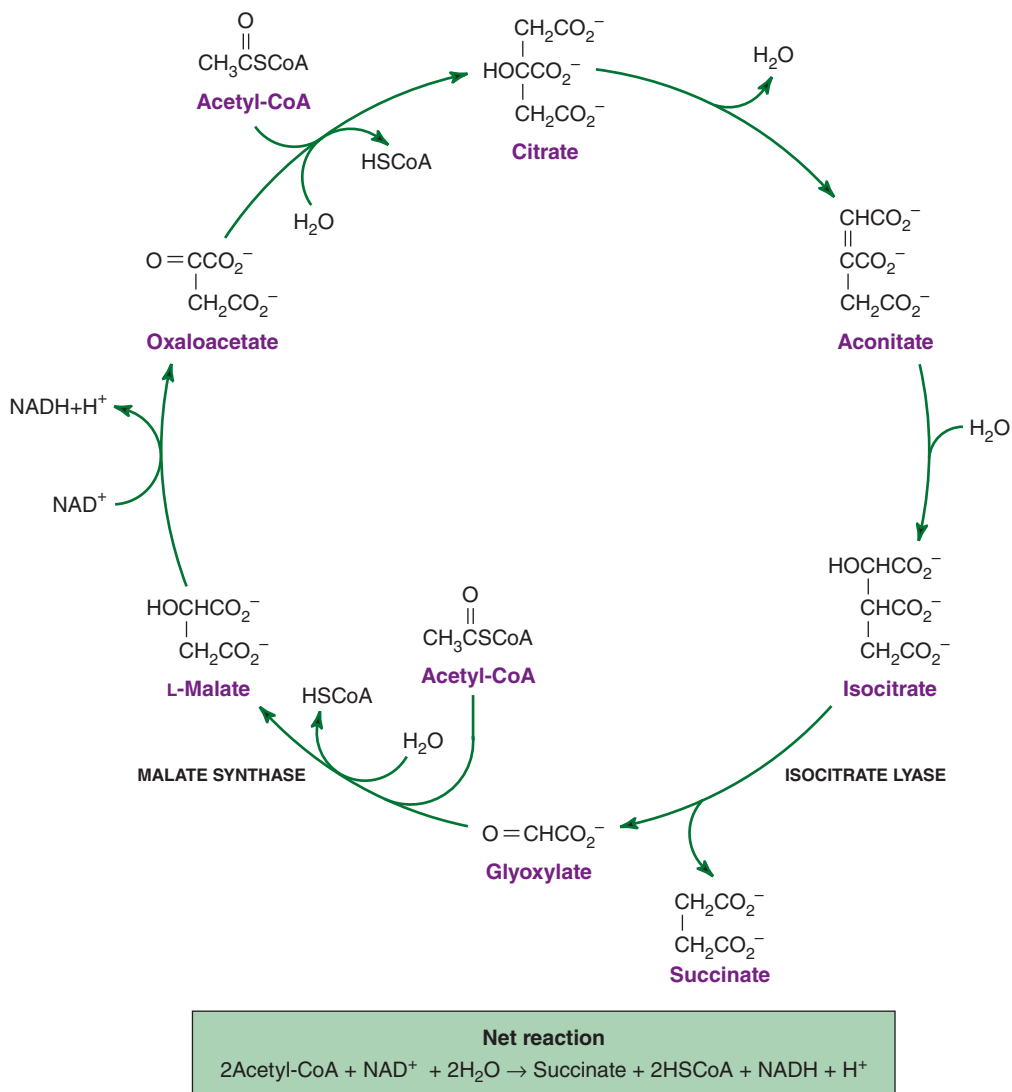 O
||
CH₃CSCoA
Acetyl-CoA
CH₂CO₂⁻
|
HOCCO₂⁻
|
CH₂CO₂⁻
Citrate
H₂O
HSCoA
H₂O
CHCO₂⁻
||
CCO₂⁻
|
CH₂CO₂⁻
Aconitate
O=CCO₂⁻
|
CH₂CO₂⁻
Oxaloacetate
NADH+H⁺
NAD⁺
H₂O
HOCHCO₂⁻
|
CHCO₂⁻
|
CH₂CO₂⁻
Isocitrate
HOCHCO₂⁻
|
CH₂CO₂⁻
L-Malate
O
||
CH₃CSCoA
Acetyl-CoA
HSCoA
H₂O
MALATE SYNTHASE
ISOCITRATE LYASE
O=CHCO₂⁻
Glyoxylate
CH₂CO₂⁻
|
CH₂CO₂⁻
Succinate
Net reaction
2Acetyl-CoA + NAD⁺ + 2H₂O → Succinate + 2HSCoA + NADH + H⁺